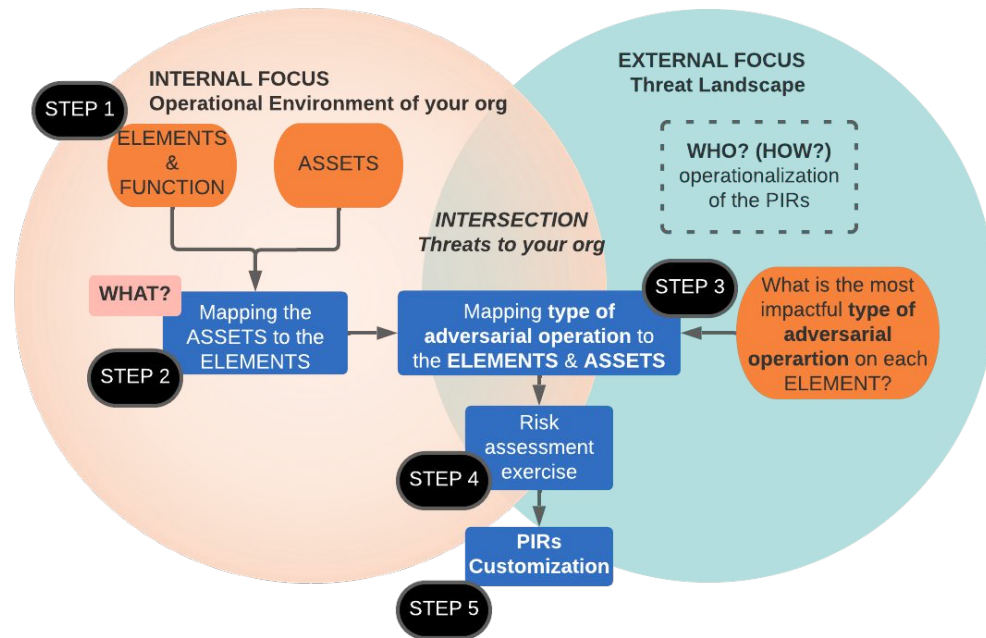 INTERNAL FOCUS
Operational Environment of your org
STEP 1
ELEMENTS
&
FUNCTION
ASSETS
EXTERNAL FOCUS
Threat Landscape
WHO? (HOW?)
operationalization
of the PIRs
INTERSECTION
Threats to your org
WHAT?
Mapping the
ASSETS to the
ELEMENTS
STEP 2
Mapping type of
adversarial operation to
the ELEMENTS & ASSETS
STEP 3
What is the most
impactful type of
adversarial
operartion on each
ELEMENT?
Risk
assessment
exercise
STEP 4
PIRs
Customization
STEP 5